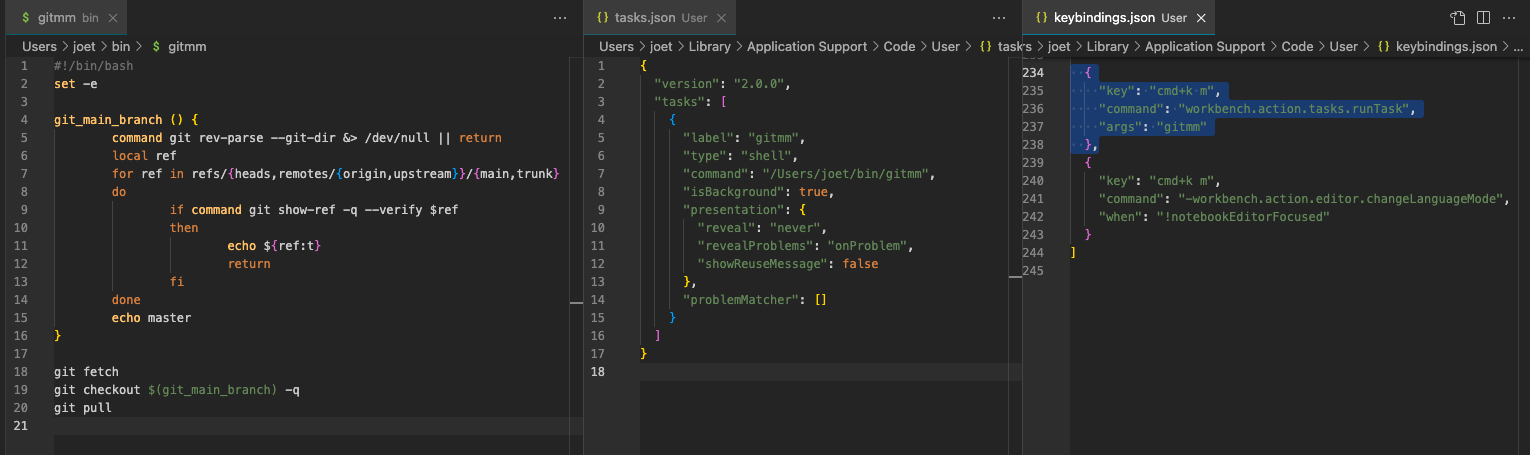 $ gitmm bin
Users > joet > bin > $ gitmm
1 #!/bin/bash
2 set -e
3
4 git_main_branch () {
5 command git rev-parse --git-dir &> /dev/null || return
6 local ref
7 for ref in refs/{heads,remotes/{origin,upstream}}/{main,trunk}
8 do
9 if command git show-ref -q --verify $ref
10 then
11 echo ${ref:t}
12 return
13 fi
14 done
15 echo master
16 }
17
18 git fetch
19 git checkout $(git_main_branch) -q
20 git pull
21
{} tasks.json User
Users > joet > Library > Application Support > Code > User > {} tasks
1 {
2 "version": "2.0.0",
3 "tasks": [
4 {
5 "label": "gitmm",
6 "type": "shell",
7 "command": "/Users/joet/bin/gitmm",
8 "isBackground": true,
9 "presentation": {
10 "reveal": "never",
11 "revealProblems": "onProblem",
12 "showReuseMessage": false
13 },
14 "problemMatcher": []
15 }
16 ]
17 }
18
{} keybindings.json User
> joet > Library > Application Support > Code > User > {} keybindings.json > ...
234 {
235 "key": "cmd+k m",
236 "command": "workbench.action.tasks.runTask",
237 "args": "gitmm"
238 },
239 {
240 "key": "cmd+k m",
241 "command": "-workbench.action.editor.changeLanguageMode",
242 "when": "!notebookEditorFocused"
243 }
244 ]
245